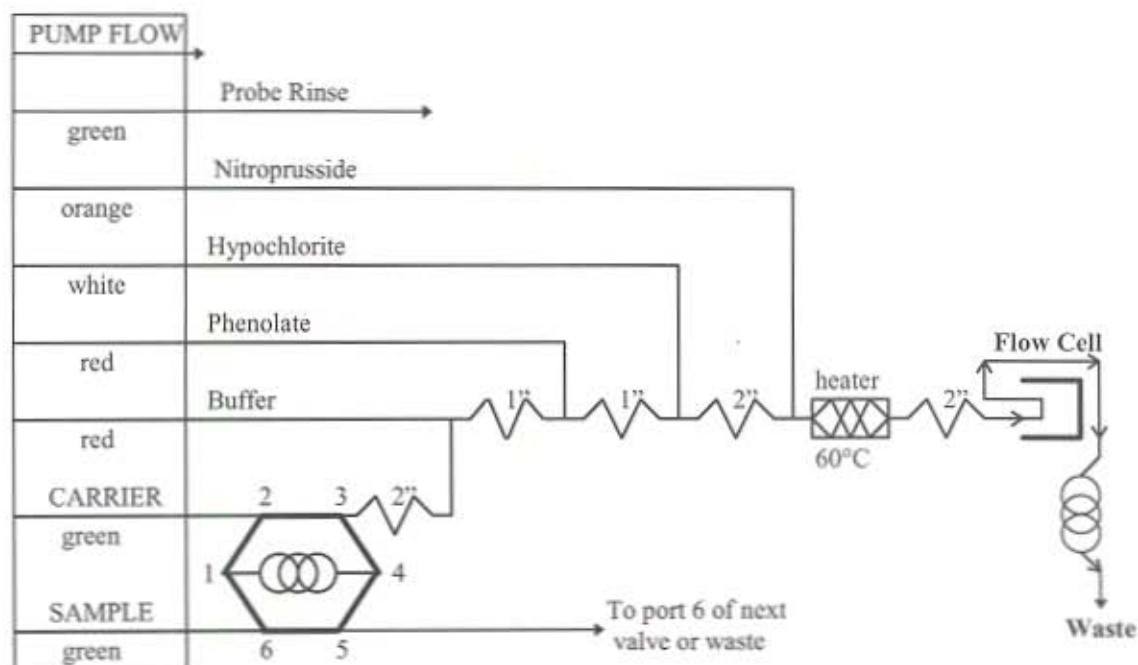 PUMP FLOW
Probe Rinse
green
Nitroprusside
orange
Hypochlorite
white
Phenolate
red
Flow Cell
heater
Buffer
1”
1”
2”
2”
red
60°C
CARRIER
2
3
2”
green
1
4
SAMPLE
To port 6 of next
valve or waste
Waste
green
6
5